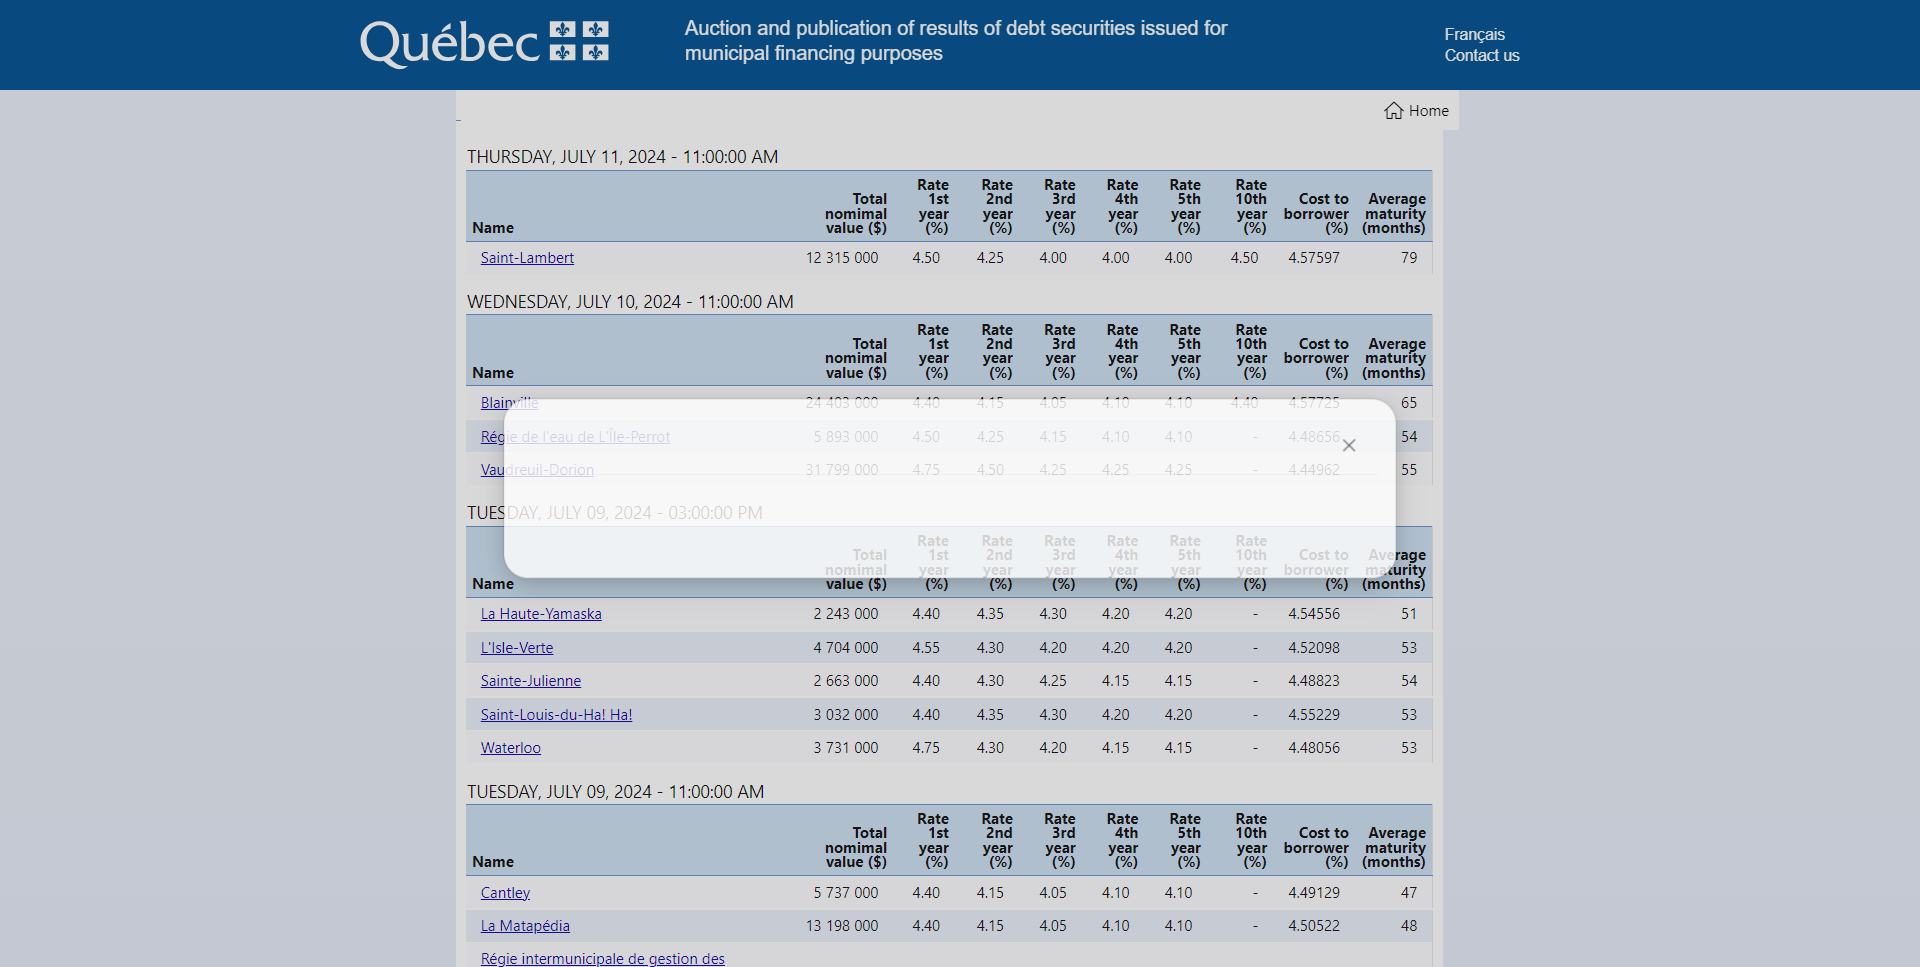 Québec
Auction and publication of results of debt securities issued for
municipal financing purposes
Français
Contact us
Home
THURSDAY, JULY 11, 2024 - 11:00:00 AM
Name Total nomimal value ($) Rate 1st year (%) Rate 2nd year (%) Rate 3rd year (%) Rate 4th year (%) Rate 5th year (%) Rate 10th year (%) Cost to borrower (%) Average maturity (months)
Saint-Lambert 12 315 000 4.50 4.25 4.00 4.00 4.00 4.50 4.57597 79
WEDNESDAY, JULY 10, 2024 - 11:00:00 AM
Name Total nomimal value ($) Rate 1st year (%) Rate 2nd year (%) Rate 3rd year (%) Rate 4th year (%) Rate 5th year (%) Rate 10th year (%) Cost to borrower (%) Average maturity (months)
Blainville 24 403 000 4.40 4.15 4.05 4.10 4.10 4.40 4.57725 65
Régie de l'eau de L'Île-Perrot 5 893 000 4.50 4.25 4.15 4.10 4.10 - 4.48656 54
Vaudreuil-Dorion 31 799 000 4.75 4.50 4.25 4.25 4.25 - 4.44962 55
TUESDAY, JULY 09, 2024 - 03:00:00 PM
Name Total nomimal value ($) Rate 1st year (%) Rate 2nd year (%) Rate 3rd year (%) Rate 4th year (%) Rate 5th year (%) Rate 10th year (%) Cost to borrower (%) Average maturity (months)
La Haute-Yamaska 2 243 000 4.40 4.35 4.30 4.20 4.20 - 4.54556 51
L'Isle-Verte 4 704 000 4.55 4.30 4.20 4.20 4.20 - 4.52098 53
Sainte-Julienne 2 663 000 4.40 4.30 4.25 4.15 4.15 - 4.48823 54
Saint-Louis-du-Ha! Ha! 3 032 000 4.40 4.35 4.30 4.20 4.20 - 4.55229 53
Waterloo 3 731 000 4.75 4.30 4.20 4.15 4.15 - 4.48056 53
TUESDAY, JULY 09, 2024 - 11:00:00 AM
Name Total nomimal value ($) Rate 1st year (%) Rate 2nd year (%) Rate 3rd year (%) Rate 4th year (%) Rate 5th year (%) Rate 10th year (%) Cost to borrower (%) Average maturity (months)
Cantley 5 737 000 4.40 4.15 4.05 4.10 4.10 - 4.49129 47
La Matapédia 13 198 000 4.40 4.15 4.05 4.10 4.10 - 4.50522 48
Régie intermunicipale de gestion des